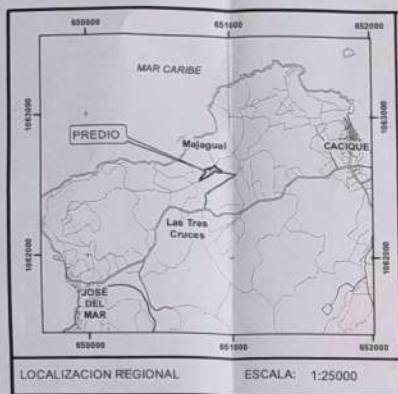 650000 651000 652000
MAR CARIBE
1063000 1063000
PREDIO
Majagual
CACIQUE
Las Tres
Cruces
1062000 1062000
JOSÉ
DEL
MAR
650000 651000 652000
LOCALIZACION REGIONAL ESCALA: 1:25000